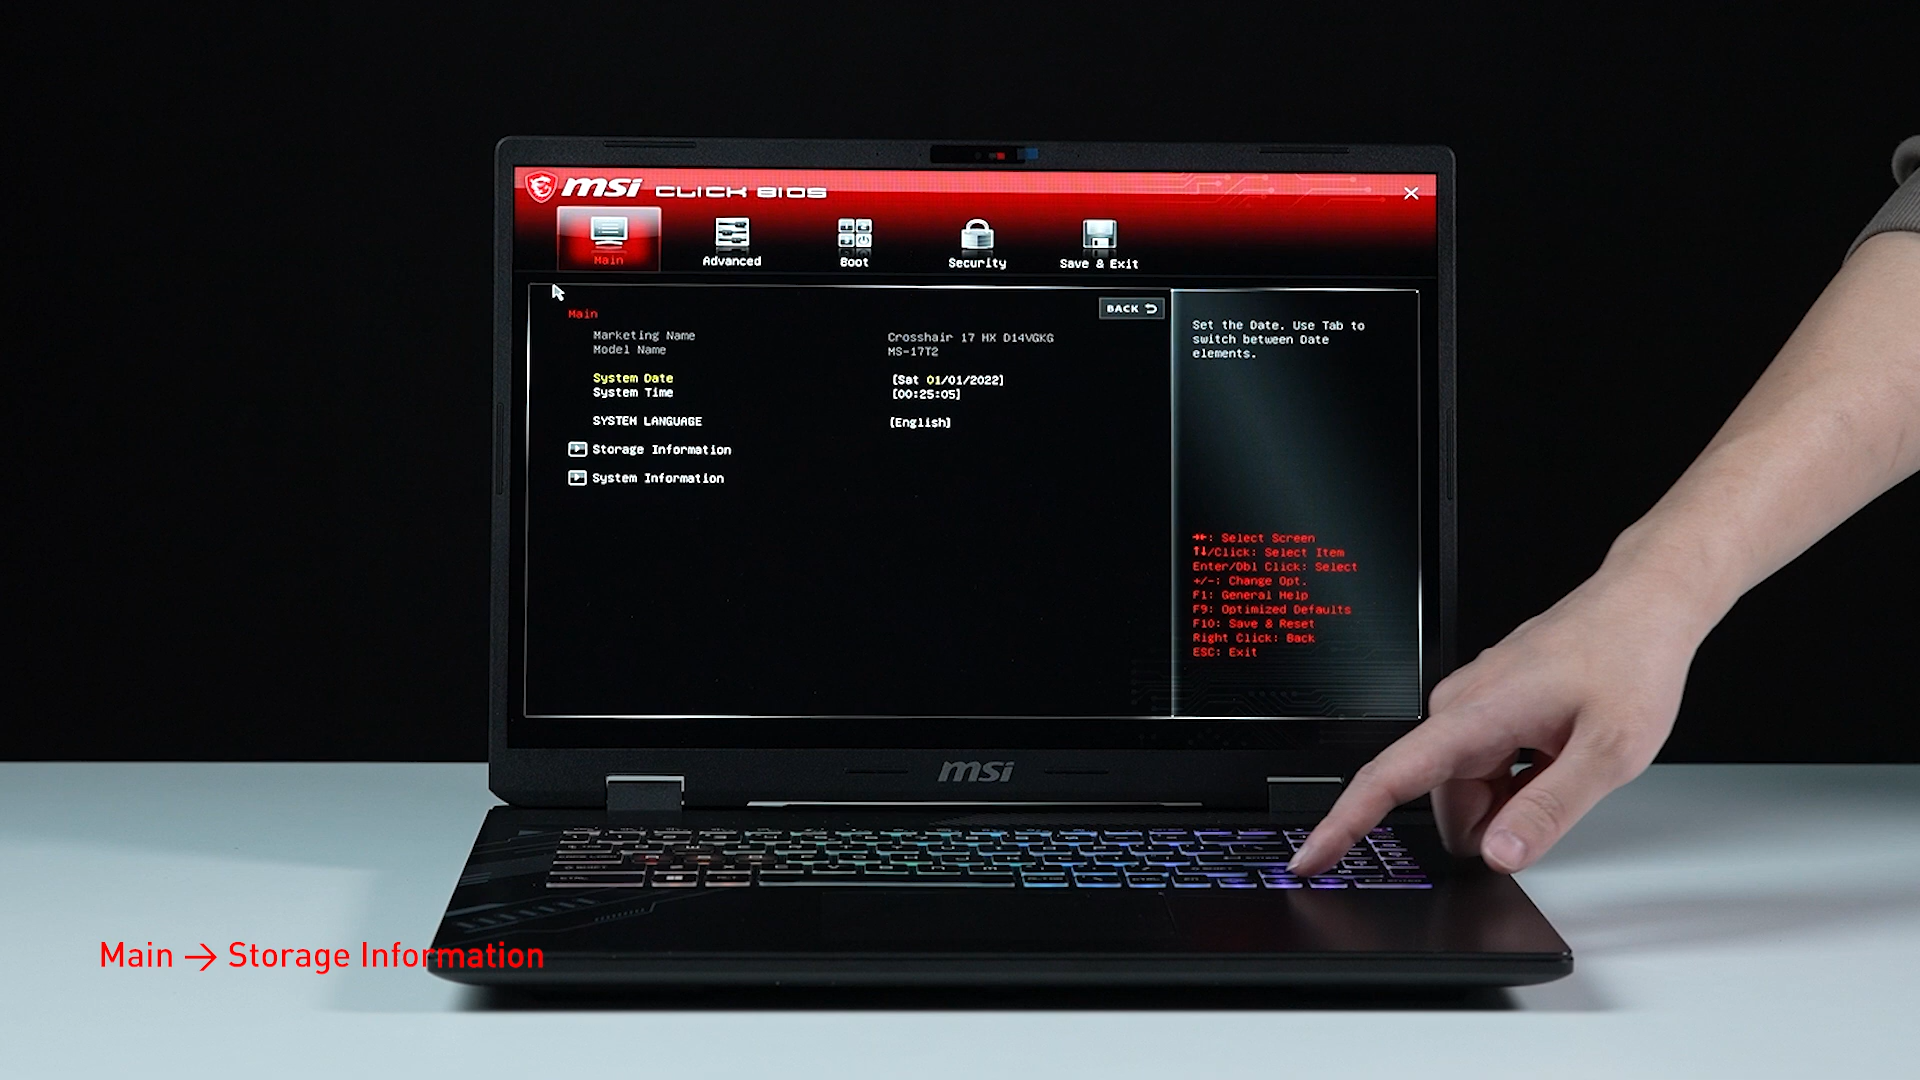 msi CLICK BIOS
Main
Advanced
Boot
Security
Save & Exit
BACK
Main
Marketing Name Crosshair 17 HX D14VGKG
Model Name MS-17T2
System Date [Sat 01/01/2022]
System Time [00:25:05]
SYSTEM LANGUAGE [English]
Storage Information
System Information
Set the Date. Use Tab to
switch between Date
elements.
→←: Select Screen
↑↓/Click: Select Item
Enter/Dbl Click: Select
+/-: Change Opt.
F1: General Help
F9: Optimized Defaults
F10: Save & Reset
Right Click: Back
ESC: Exit
msi
Main → Storage Information